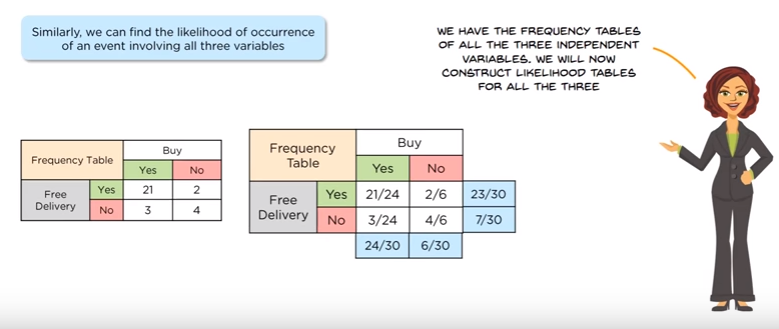 Similarly, we can find the likelihood of occurrence
of an event involving all three variables
WE HAVE THE FREQUENCY TABLES
OF ALL THE THREE INDEPENDENT
VARIABLES. WE WILL NOW
CONSTRUCT LIKELIHOOD TABLES
FOR ALL THE THREE
Frequency Table
Buy
Yes No
Free
Delivery
Yes 21 2
No 3 4
Frequency
Table
Buy
Yes No
Free
Delivery
Yes 21/24 2/6 23/30
No 3/24 4/6 7/30
24/30 6/30